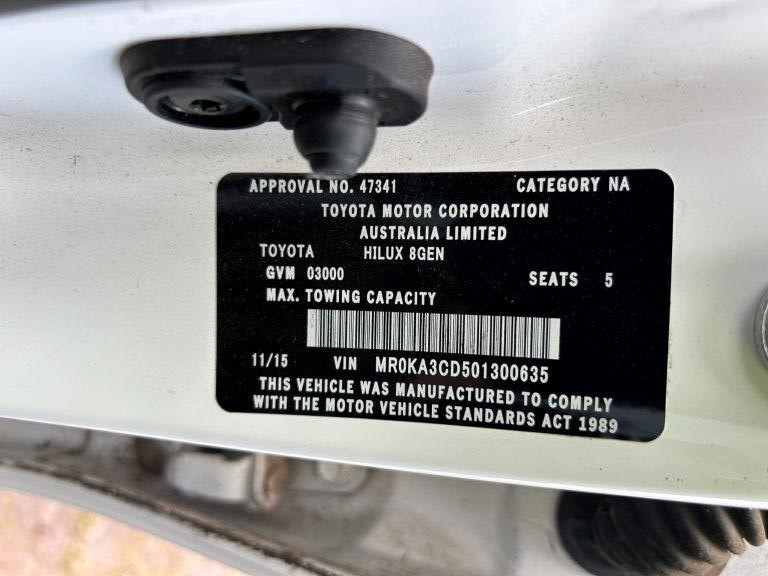 APPROVAL NO. 47341 CATEGORY NA
TOYOTA MOTOR CORPORATION
AUSTRALIA LIMITED
TOYOTA HILUX 8GEN
GVM 03000 SEATS 5
MAX. TOWING CAPACITY
11/15 VIN MR0KA3CD501300635
THIS VEHICLE WAS MANUFACTURED TO COMPLY
WITH THE MOTOR VEHICLE STANDARDS ACT 1989